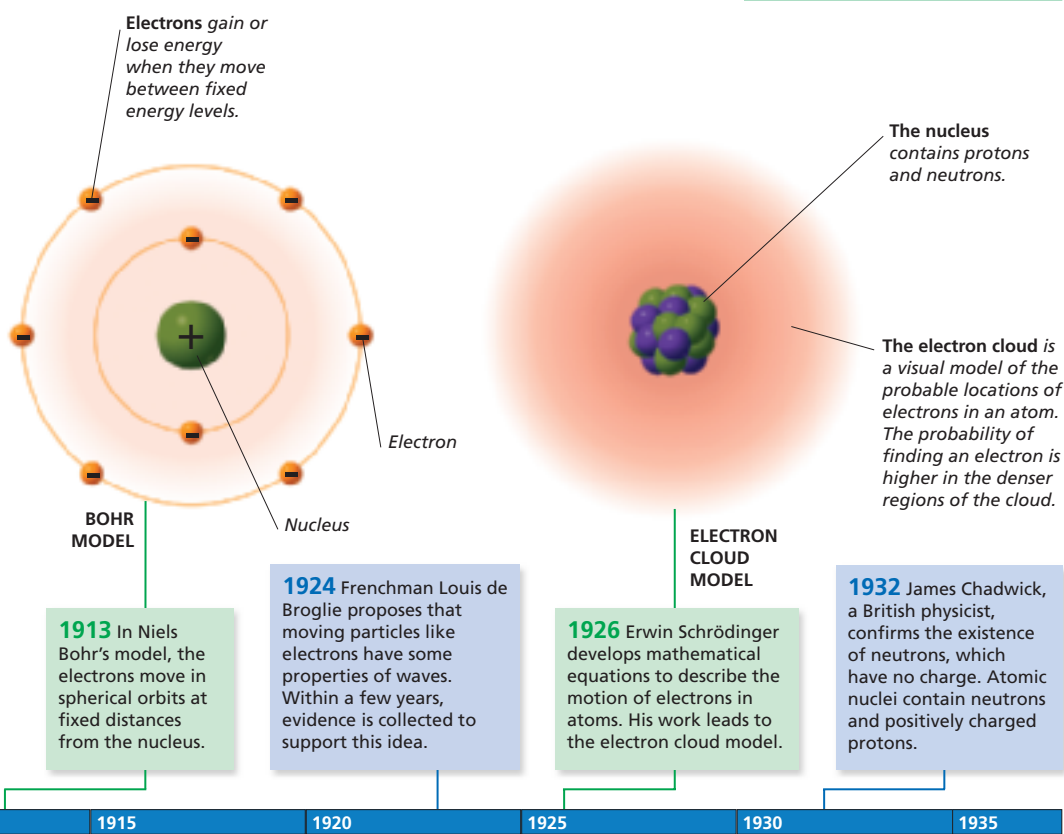 Electrons gain or
lose energy
when they move
between fixed
energy levels.
The nucleus
contains protons
and neutrons.
+
The electron cloud is
a visual model of the
probable locations of
electrons in an atom.
The probability of
finding an electron is
higher in the denser
regions of the cloud.
Electron
Nucleus
BOHR
MODEL
ELECTRON
CLOUD
MODEL
1913 In Niels
Bohr's model, the
electrons move in
spherical orbits at
fixed distances
from the nucleus.
1924 Frenchman Louis de
Broglie proposes that
moving particles like
electrons have some
properties of waves.
Within a few years,
evidence is collected to
support this idea.
1926 Erwin Schrödinger
develops mathematical
equations to describe the
motion of electrons in
atoms. His work leads to
the electron cloud model.
1932 James Chadwick,
a British physicist,
confirms the existence
of neutrons, which
have no charge. Atomic
nuclei contain neutrons
and positively charged
protons.
1915
1920
1925
1930
1935